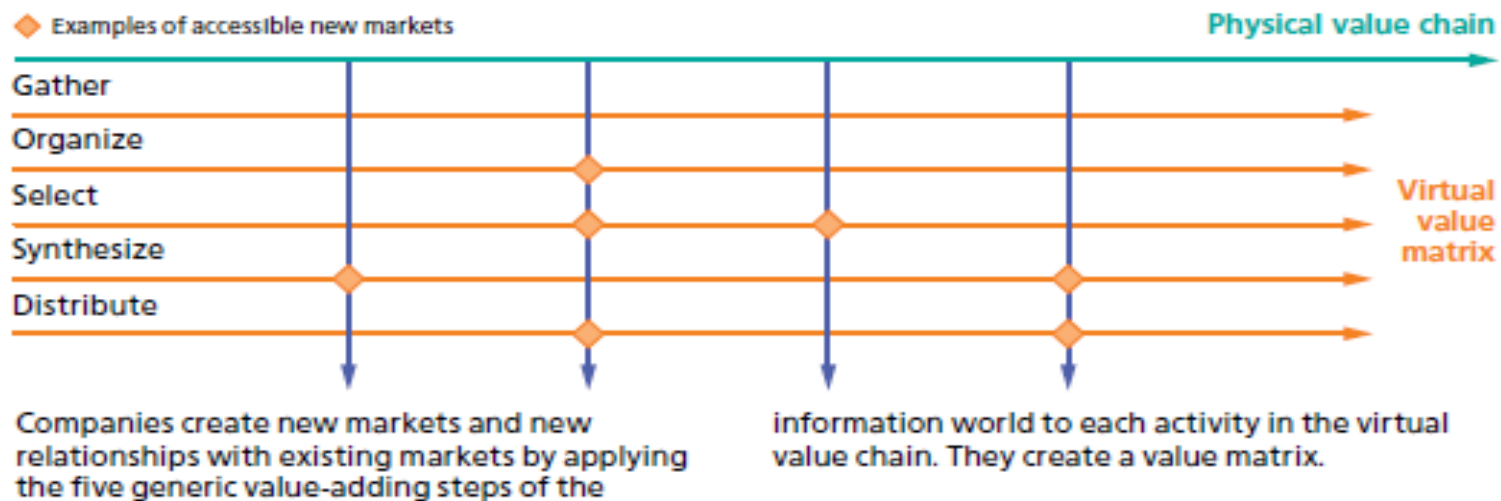 Examples of accessible new markets
Physical value chain
Gather
Organize
Select
Synthesize
Distribute
Virtual
value
matrix
Companies create new markets and new
relationships with existing markets by applying
the five generic value-adding steps of the
information world to each activity in the virtual
value chain. They create a value matrix.